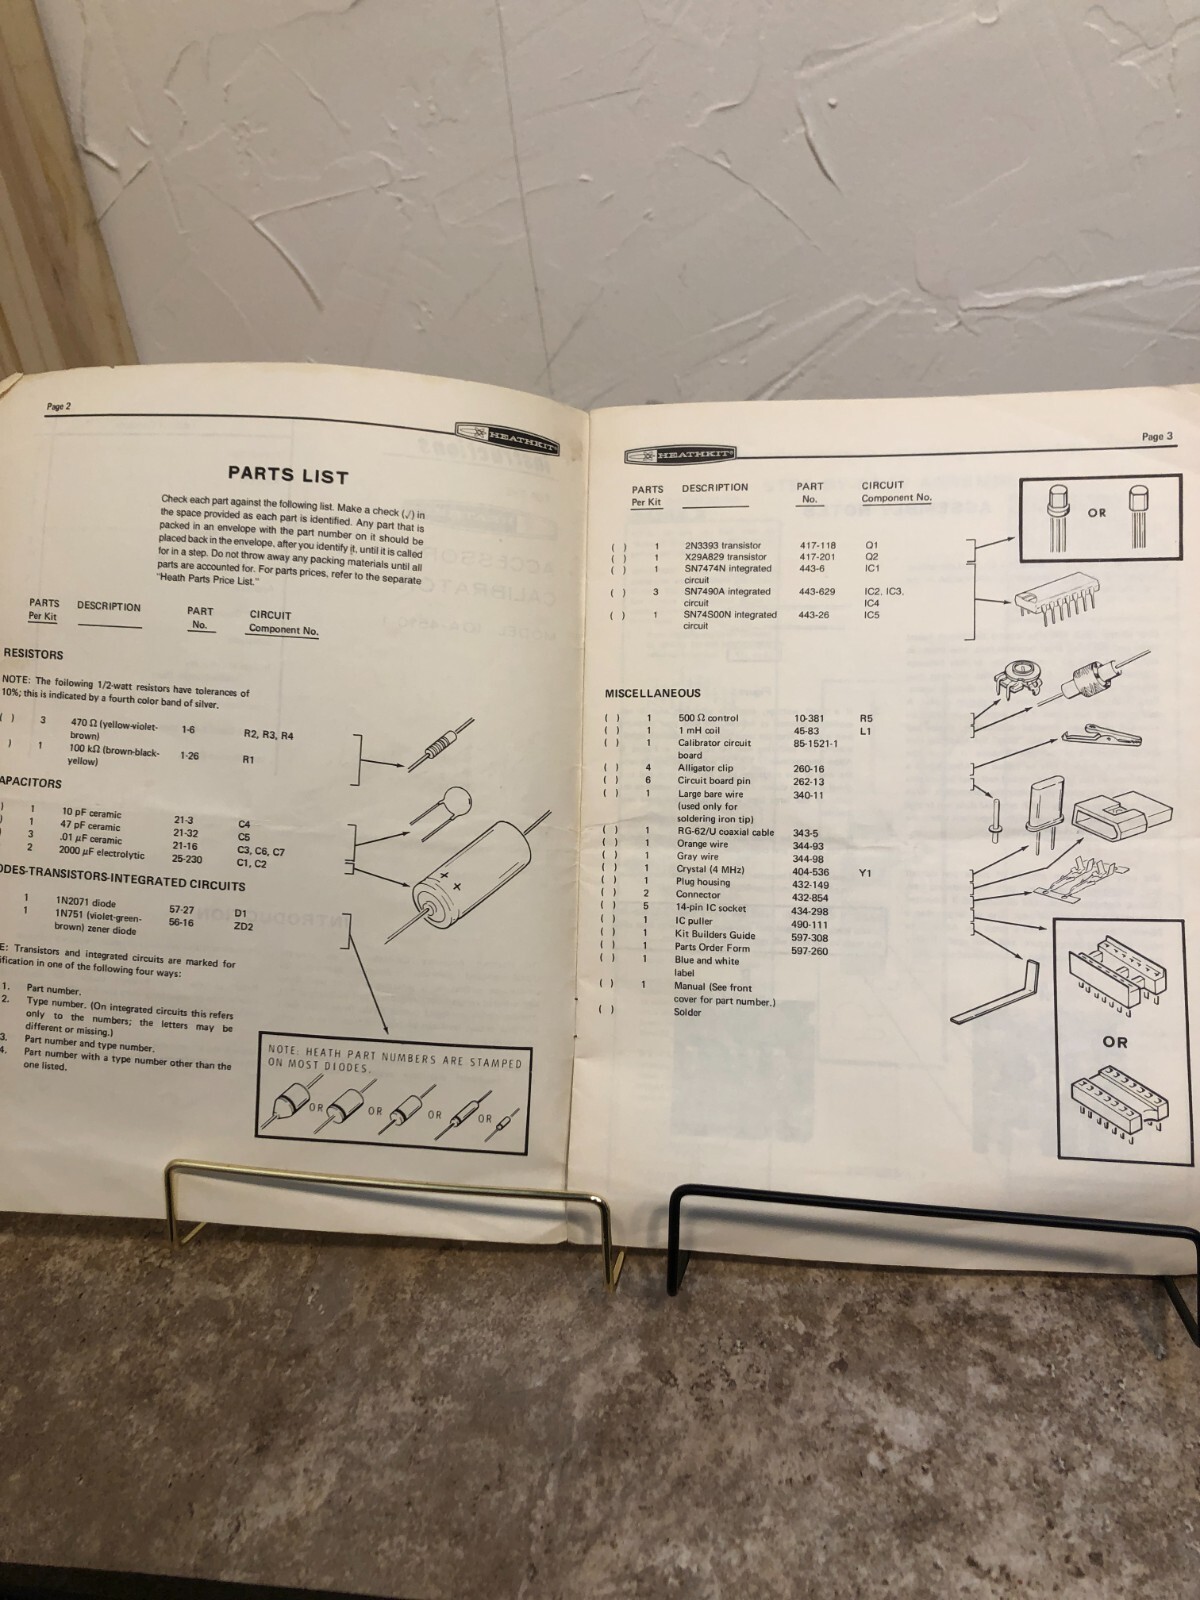 Page 2
HEATHKIT®
PARTS LIST
Check each part against the following list. Make a check (√) in
the space provided as each part is identified. Any part that is
packed in an envelope with the part number on it should be
placed back in the envelope, after you identify it, until it is called
for in a step. Do not throw away any packing materials until all
parts are accounted for. For parts prices, refer to the separate
"Heath Parts Price List."
PARTS DESCRIPTION PART CIRCUIT
Per Kit No. Component No.
RESISTORS
NOTE: The following 1/2-watt resistors have tolerances of
10%; this is indicated by a fourth color band of silver.
( ) 3 470 Ω (yellow-violet- 1-6 R2, R3, R4
brown)
) 1 100 kΩ (brown-black- 1-26 R1
yellow)
APACITORS
) 1 10 pF ceramic 21-3 C4
) 1 47 pF ceramic 21-32 C5
) 3 .01 µF ceramic 21-16 C3, C6, C7
2 2000 µF electrolytic 25-230 C1, C2
ODES-TRANSISTORS-INTEGRATED CIRCUITS
1 1N2071 diode 57-27 D1
1 1N751 (violet-green- 56-16 ZD2
brown) zener diode
E: Transistors and integrated circuits are marked for
ification in one of the following four ways:
1. Part number.
2. Type number. (On integrated circuits this refers
only to the numbers; the letters may be
different or missing.)
3. Part number and type number.
4. Part number with a type number other than the
one listed.
NOTE: HEATH PART NUMBERS ARE STAMPED
ON MOST DIODES.
OR OR OR OR
HEATHKIT®
Page 3
PARTS DESCRIPTION PART CIRCUIT
Per Kit No. Component No.
( ) 1 2N3393 transistor 417-118 Q1
( ) 1 X29A829 transistor 417-201 Q2
( ) 1 SN7474N integrated 443-6 IC1
circuit
( ) 3 SN7490A integrated 443-629 IC2, IC3,
circuit IC4
( ) 1 SN74S00N integrated 443-26 IC5
circuit
OR
MISCELLANEOUS
( ) 1 500 Ω control 10-381 R5
( ) 1 1 mH coil 45-83 L1
( ) 1 Calibrator circuit 85-1521-1
board
( ) 4 Alligator clip 260-16
( ) 6 Circuit board pin 262-13
( ) 1 Large bare wire 340-11
(used only for
soldering iron tip)
( ) 1 RG-62/U coaxial cable 343-5
( ) 1 Orange wire 344-93
( ) 1 Gray wire 344-98
( ) 1 Crystal (4 MHz) 404-536 Y1
( ) 1 Plug housing 432-149
( ) 2 Connector 432-854
( ) 5 14-pin IC socket 434-298
( ) 1 IC puller 490-111
( ) 1 Kit Builders Guide 597-308
( ) 1 Parts Order Form 597-260
( ) 1 Blue and white
label
( ) 1 Manual (See front
cover for part number.)
( ) Solder
OR